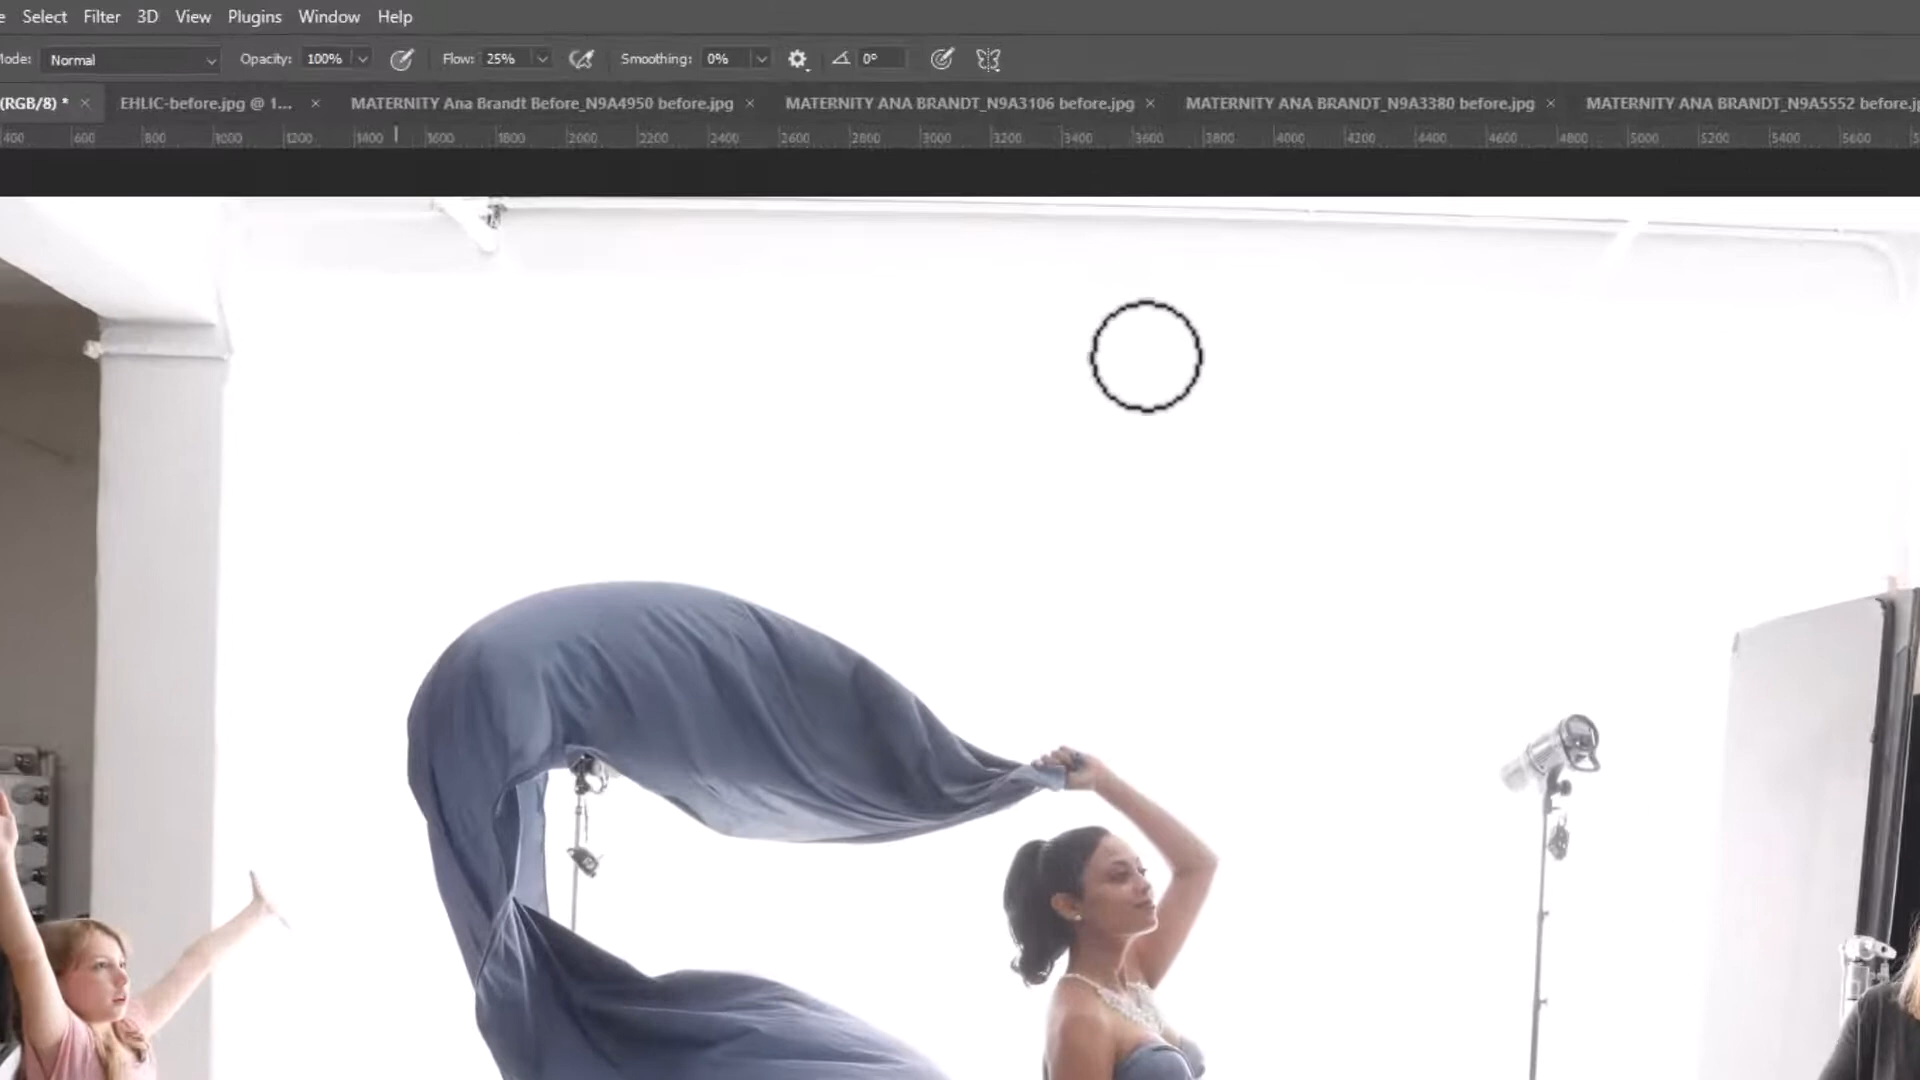 Select Filter 3D View Plugins Window Help
Mode: Normal Opacity: 100% Flow: 25% Smoothing: 0% 0°
(RGB/8) * × EHLIC-before.jpg @ 1... × MATERNITY Ana Brandt Before_N9A4950 before.jpg × MATERNITY ANA BRANDT_N9A3106 before.jpg × MATERNITY ANA BRANDT_N9A3380 before.jpg × MATERNITY ANA BRANDT_N9A5552 before.jp
400 600 800 1000 1200 1400 1600 1800 2000 2200 2400 2600 2800 3000 3200 3400 3600 3800 4000 4200 4400 4600 4800 5000 5200 5400 5600